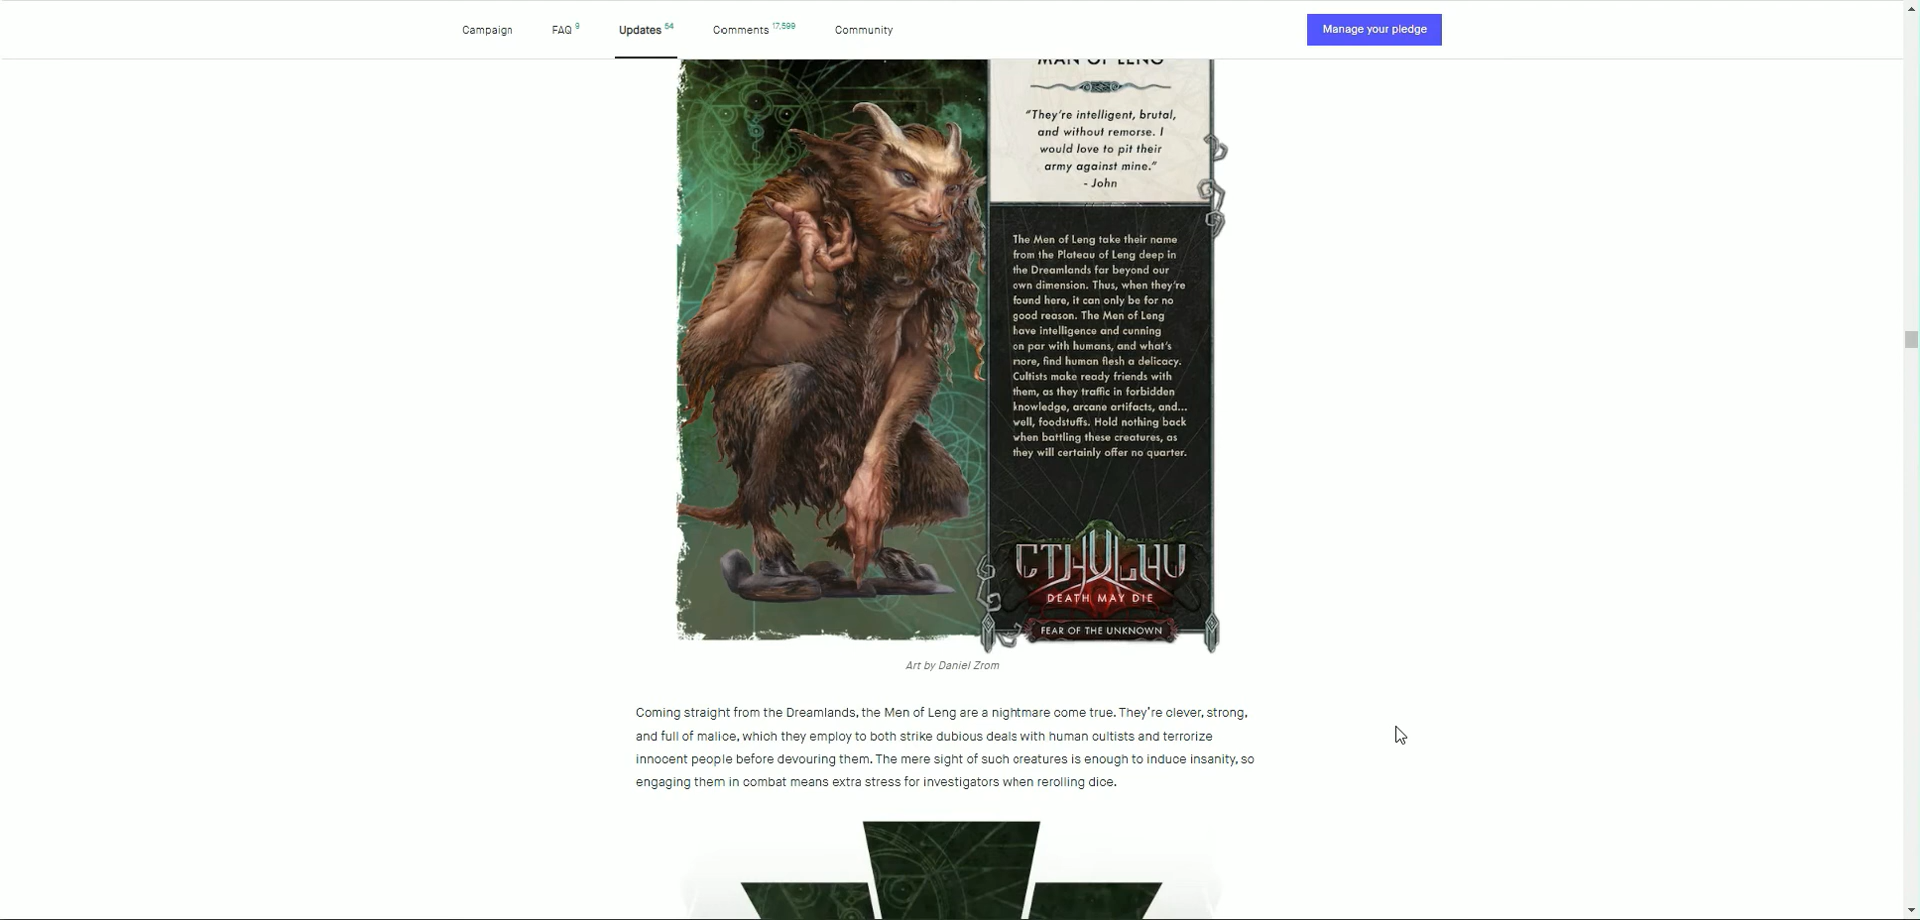 Campaign
FAQ 9
Updates 54
Comments 17,599
Community
Manage your pledge
MAN OF LENG
“They’re intelligent, brutal,
and without remorse. I
would love to pit their
army against mine.”
- John
The Men of Leng take their name
from the Plateau of Leng deep in
the Dreamlands far beyond our
own dimension. Thus, when they’re
found here, it can only be for no
good reason. The Men of Leng
have intelligence and cunning
on par with humans, and what’s
more, find human flesh a delicacy.
Cultists make ready friends with
them, as they traffic in forbidden
knowledge, arcane artifacts, and...
well, foodstuffs. Hold nothing back
when battling these creatures, as
they will certainly offer no quarter.
CTHULHU
DEATH MAY DIE
FEAR OF THE UNKNOWN
Art by Daniel Zrom
Coming straight from the Dreamlands, the Men of Leng are a nightmare come true. They’re clever, strong,
and full of malice, which they employ to both strike dubious deals with human cultists and terrorize
innocent people before devouring them. The mere sight of such creatures is enough to induce insanity, so
engaging them in combat means extra stress for investigators when rerolling dice.